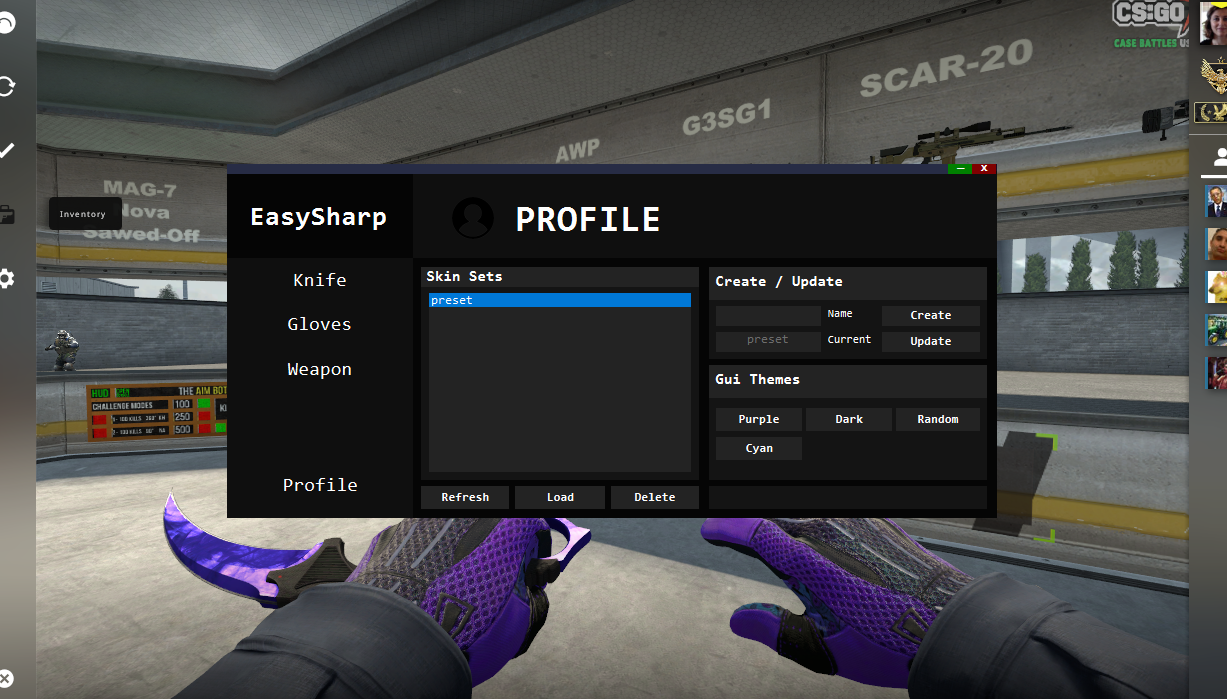 CS:GO
CASE BATTLES US
SCAR-20
G3SG1
AWP
MAG-7
Nova
Sawed-Off
Inventory
X
EasySharp
PROFILE
Knife
Gloves
Weapon
Profile
Skin Sets
preset
Refresh
Load
Delete
Create / Update
Name
Create
preset
Current
Update
Gui Themes
Purple
Dark
Random
Cyan
HUD
THE AIM BOT
CHALLENGE MODES
100
250
500